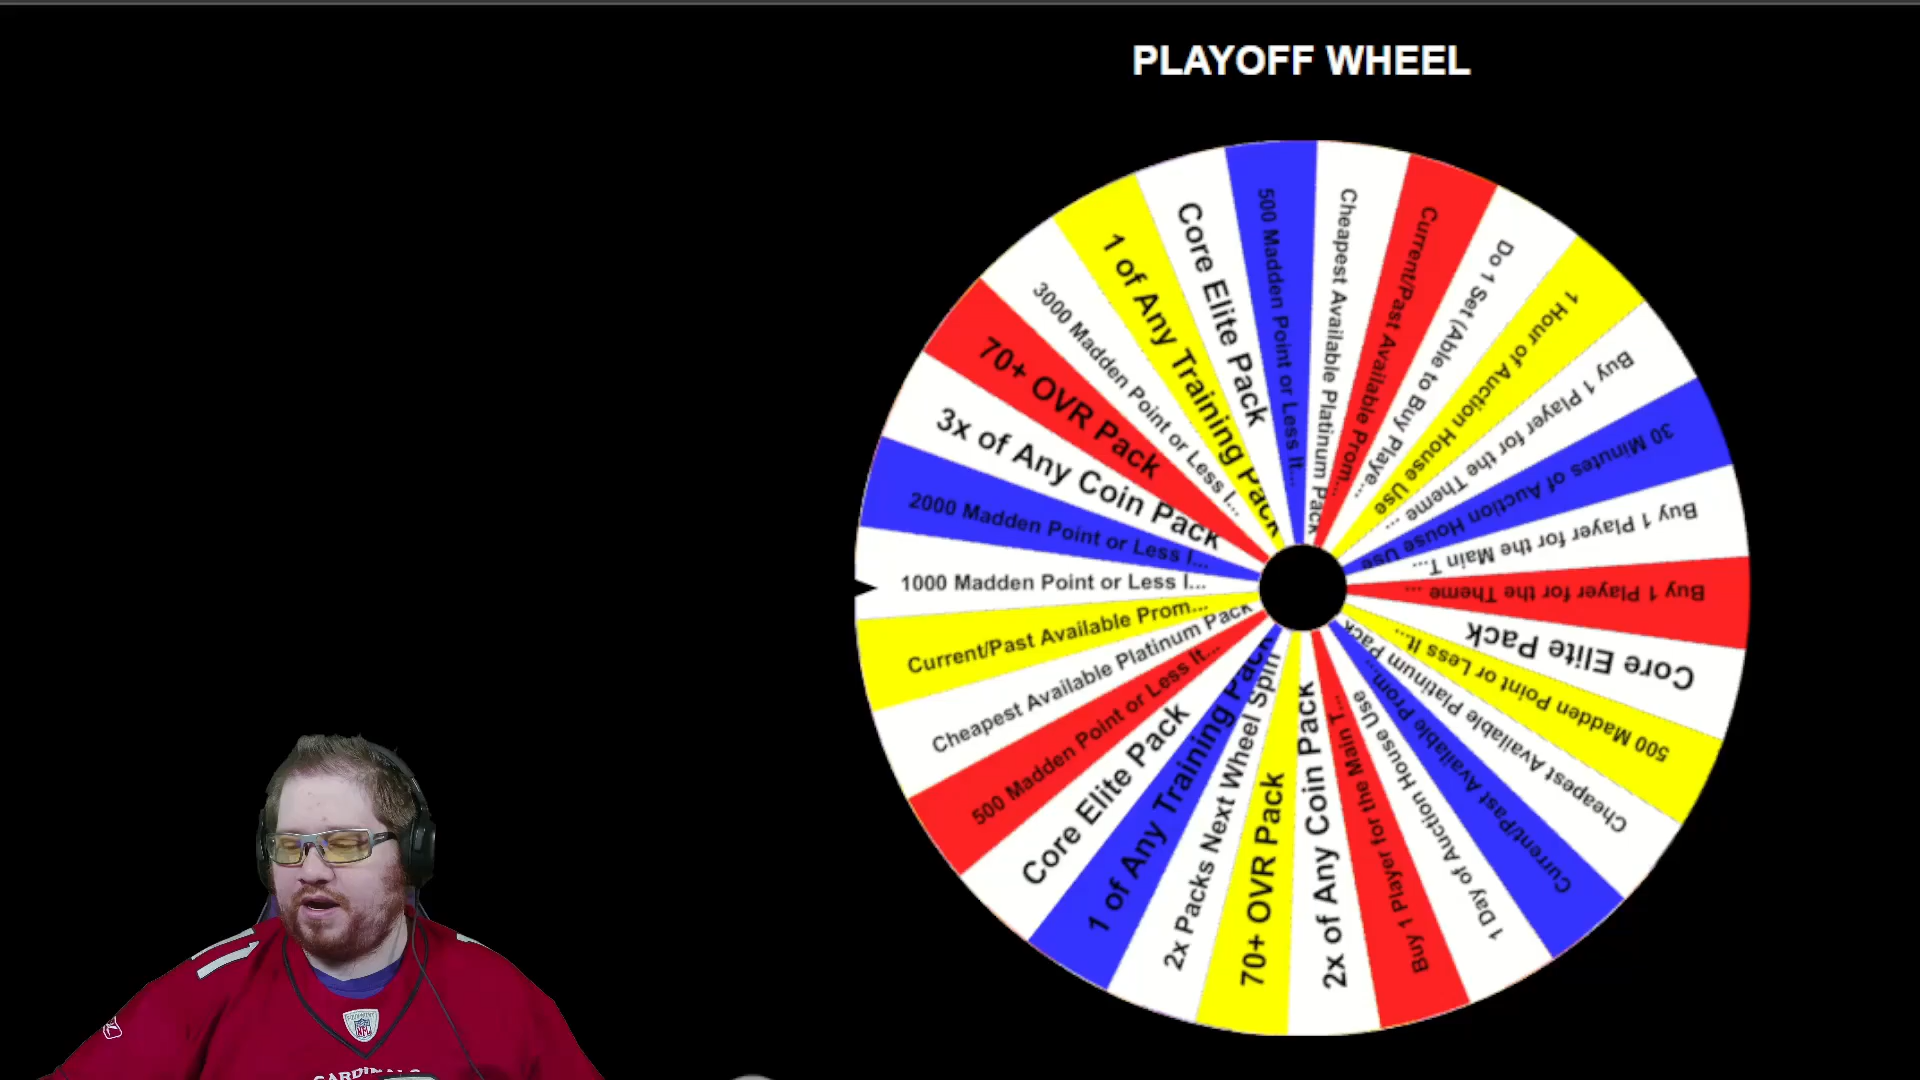 PLAYOFF WHEEL
500 Madden Point or Less It...
Cheapest Available Platinum Pack
Current/Past Available Prom...
Do 1 Set (Able to Buy Playe...
1 Hour of Auction House Use
Buy 1 Player for the Theme ...
30 Minutes of Auction House Use
Buy 1 Player for the Main T...
Buy 1 Player for the Theme ...
Core Elite Pack
500 Madden Point or Less It...
Cheapest Available Platinum Pack
Current/Past Available Prom...
1 Day of Auction House Use
Buy 1 Player for the Main T...
2x of Any Coin Pack
70+ OVR Pack
2x Packs Next Wheel Spin
1 of Any Training Pack
Core Elite Pack
500 Madden Point or Less It...
Cheapest Available Platinum Pack
Current/Past Available Prom...
1000 Madden Point or Less I...
2000 Madden Point or Less I...
3x of Any Coin Pack
70+ OVR Pack
3000 Madden Point or Less I...
1 of Any Training Pack
Core Elite Pack
11
NFL